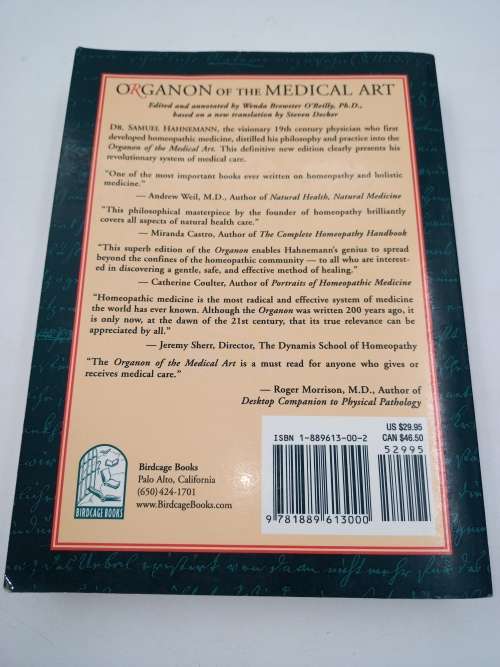 ORGANON OF THE MEDICAL ART
Edited and annotated by Wenda Brewster O'Reilly, Ph.D.,
based on a new translation by Steven Decker
DR. SAMUEL HAHNEMANN, the visionary 19th century physician who first
developed homeopathic medicine, distilled his philosophy and practice into the
Organon of the Medical Art. This definitive new edition clearly presents his
revolutionary system of medical care.
"One of the most important books ever written on homeopathy and holistic
medicine."
— Andrew Weil, M.D., Author of Natural Health, Natural Medicine
"This philosophical masterpiece by the founder of homeopathy brilliantly
covers all aspects of natural health care."
— Miranda Castro, Author of The Complete Homeopathy Handbook
"This superb edition of the Organon enables Hahnemann's genius to spread
beyond the confines of the homeopathic community — to all who are interest-
ed in discovering a gentle, safe, and effective method of healing."
— Catherine Coulter, Author of Portraits of Homeopathic Medicine
"Homeopathic medicine is the most radical and effective system of medicine
the world has ever known. Although the Organon was written 200 years ago, it
is only now, at the dawn of the 21st century, that its true relevance can be
appreciated by all."
— Jeremy Sherr, Director, The Dynamis School of Homeopathy
"The Organon of the Medical Art is a must read for anyone who gives or
receives medical care."
— Roger Morrison, M.D., Author of
Desktop Companion to Physical Pathology
US $29.95
CAN $46.50
ISBN 1-889613-00-2
52995
9 781889 613000
BIRDCAGE BOOKS
Birdcage Books
Palo Alto, California
(650) 424-1701
www.BirdcageBooks.com